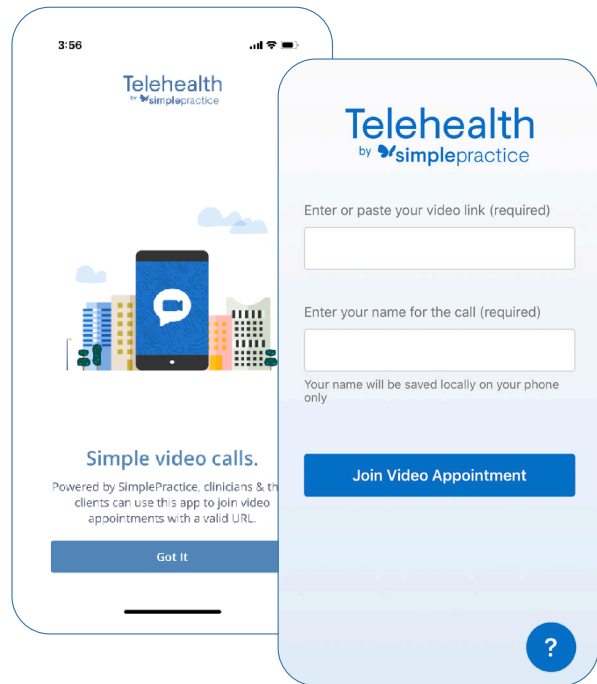 3:56
Telehealth
by simplepractice
Simple video calls.
Powered by SimplePractice, clinicians & th
clients can use this app to join video
appointments with a valid URL.
Got It
Telehealth
by simplepractice
Enter or paste your video link (required)
Enter your name for the call (required)
Your name will be saved locally on your phone
only
Join Video Appointment
?